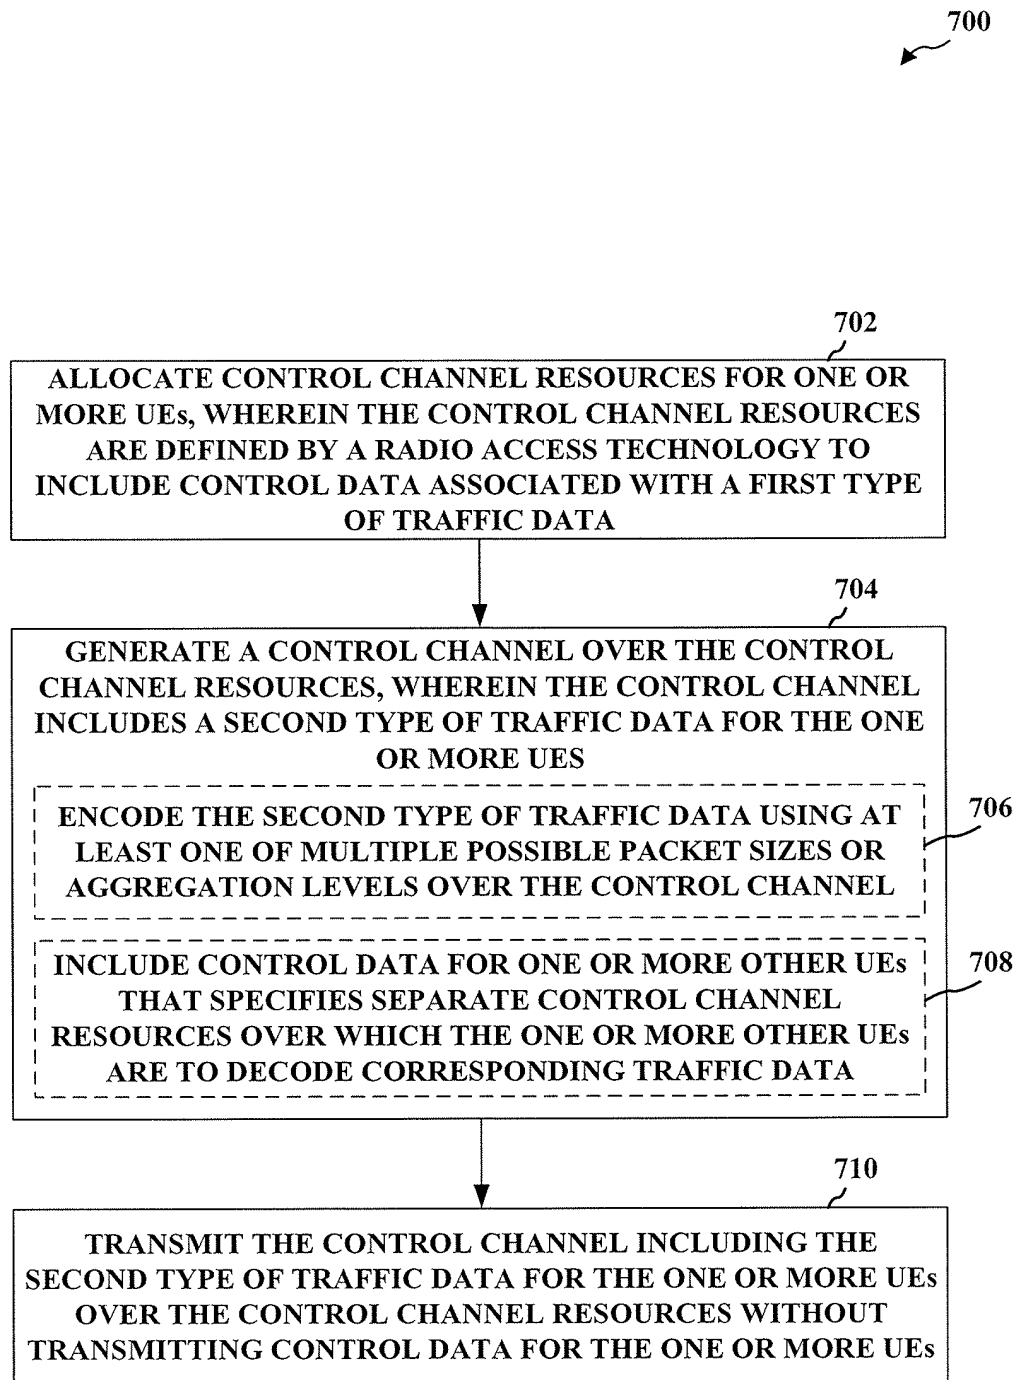 700
702
ALLOCATE CONTROL CHANNEL RESOURCES FOR ONE OR
MORE UEs, WHEREIN THE CONTROL CHANNEL RESOURCES
ARE DEFINED BY A RADIO ACCESS TECHNOLOGY TO
INCLUDE CONTROL DATA ASSOCIATED WITH A FIRST TYPE
OF TRAFFIC DATA
704
GENERATE A CONTROL CHANNEL OVER THE CONTROL
CHANNEL RESOURCES, WHEREIN THE CONTROL CHANNEL
INCLUDES A SECOND TYPE OF TRAFFIC DATA FOR THE ONE
OR MORE UES
706
ENCODE THE SECOND TYPE OF TRAFFIC DATA USING AT
LEAST ONE OF MULTIPLE POSSIBLE PACKET SIZES OR
AGGREGATION LEVELS OVER THE CONTROL CHANNEL
708
INCLUDE CONTROL DATA FOR ONE OR MORE OTHER UEs
THAT SPECIFIES SEPARATE CONTROL CHANNEL
RESOURCES OVER WHICH THE ONE OR MORE OTHER UEs
ARE TO DECODE CORRESPONDING TRAFFIC DATA
710
TRANSMIT THE CONTROL CHANNEL INCLUDING THE
SECOND TYPE OF TRAFFIC DATA FOR THE ONE OR MORE UEs
OVER THE CONTROL CHANNEL RESOURCES WITHOUT
TRANSMITTING CONTROL DATA FOR THE ONE OR MORE UEs